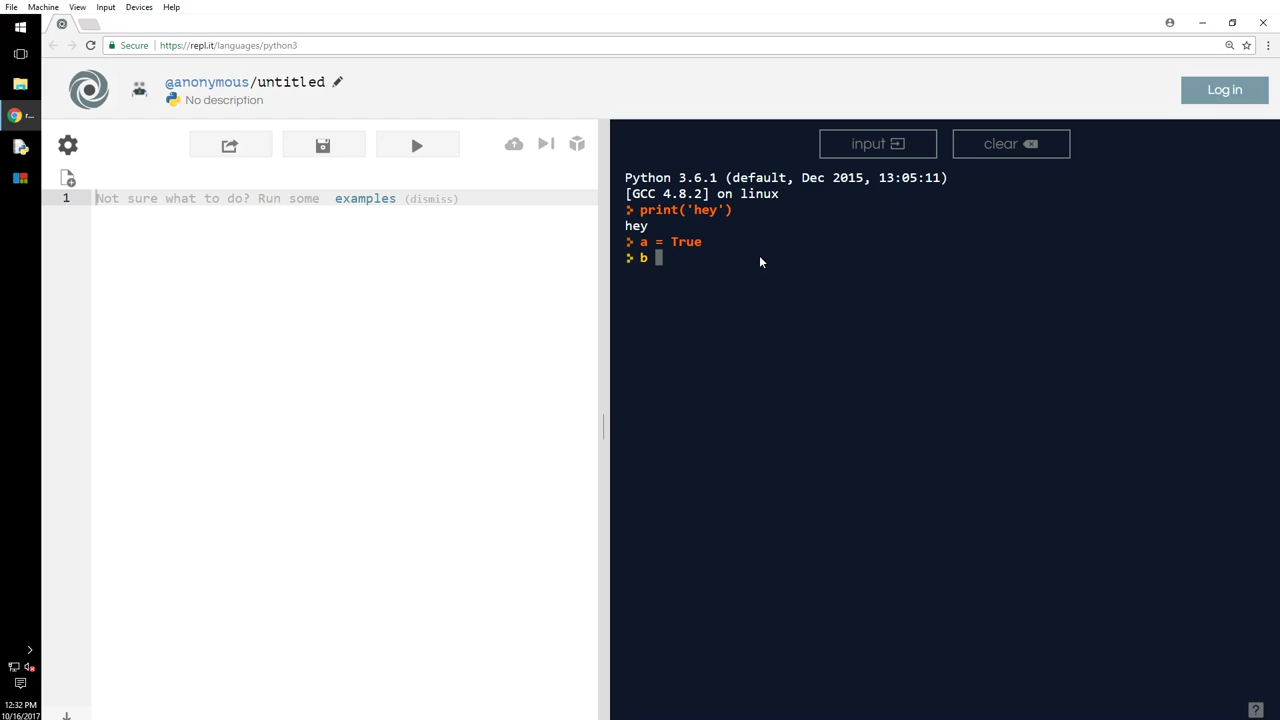 File Machine View Input Devices Help
Secure https://repl.it/languages/python3
@anonymous/untitled
No description
Log in
input
clear
1 Not sure what to do? Run some examples (dismiss)
Python 3.6.1 (default, Dec 2015, 13:05:11)
[GCC 4.8.2] on linux
print('hey')
hey
a = True
b
r...
12:32 PM
10/16/2017
?